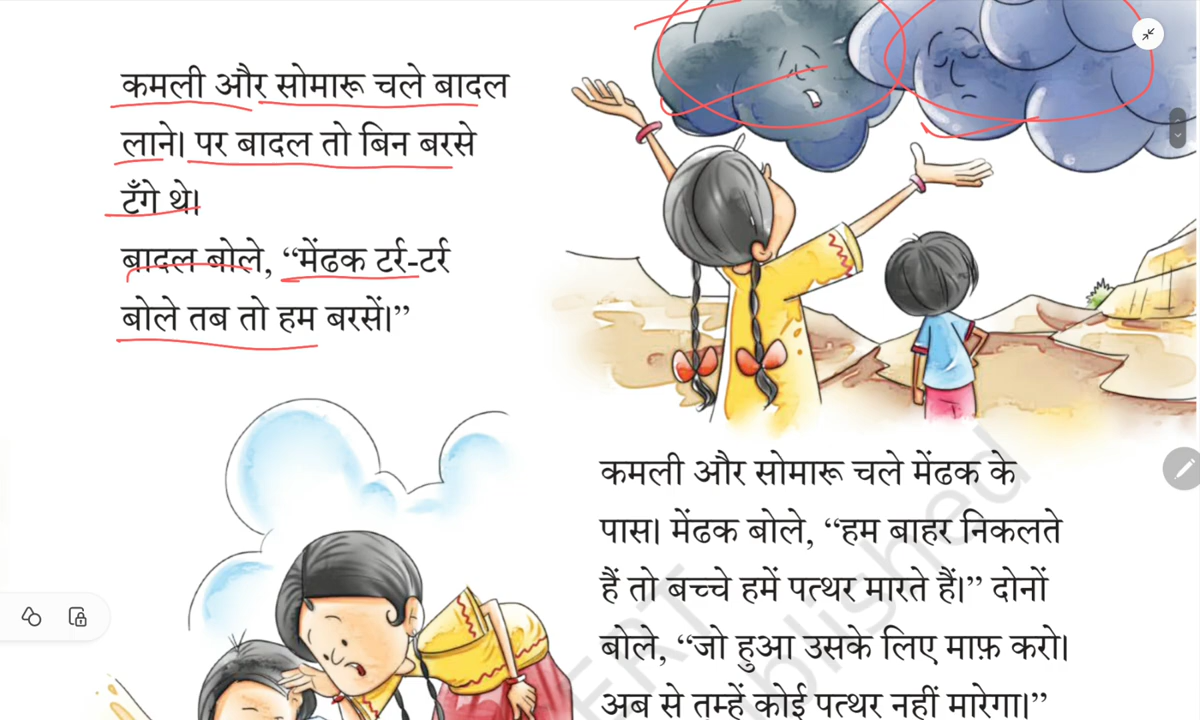 कमली और सोमारू चले बादल
लाने। पर बादल तो बिन बरसे
टँगे थे।
बादल बोले, “मेंढक टर्र-टर्र
बोले तब तो हम बरसें।”
कमली और सोमारू चले मेंढक के
पास। मेंढक बोले, “हम बाहर निकलते
हैं तो बच्चे हमें पत्थर मारते हैं।” दोनों
बोले, “जो हुआ उसके लिए माफ़ करो।
अब से तुम्हें कोई पत्थर नहीं मारेगा।”